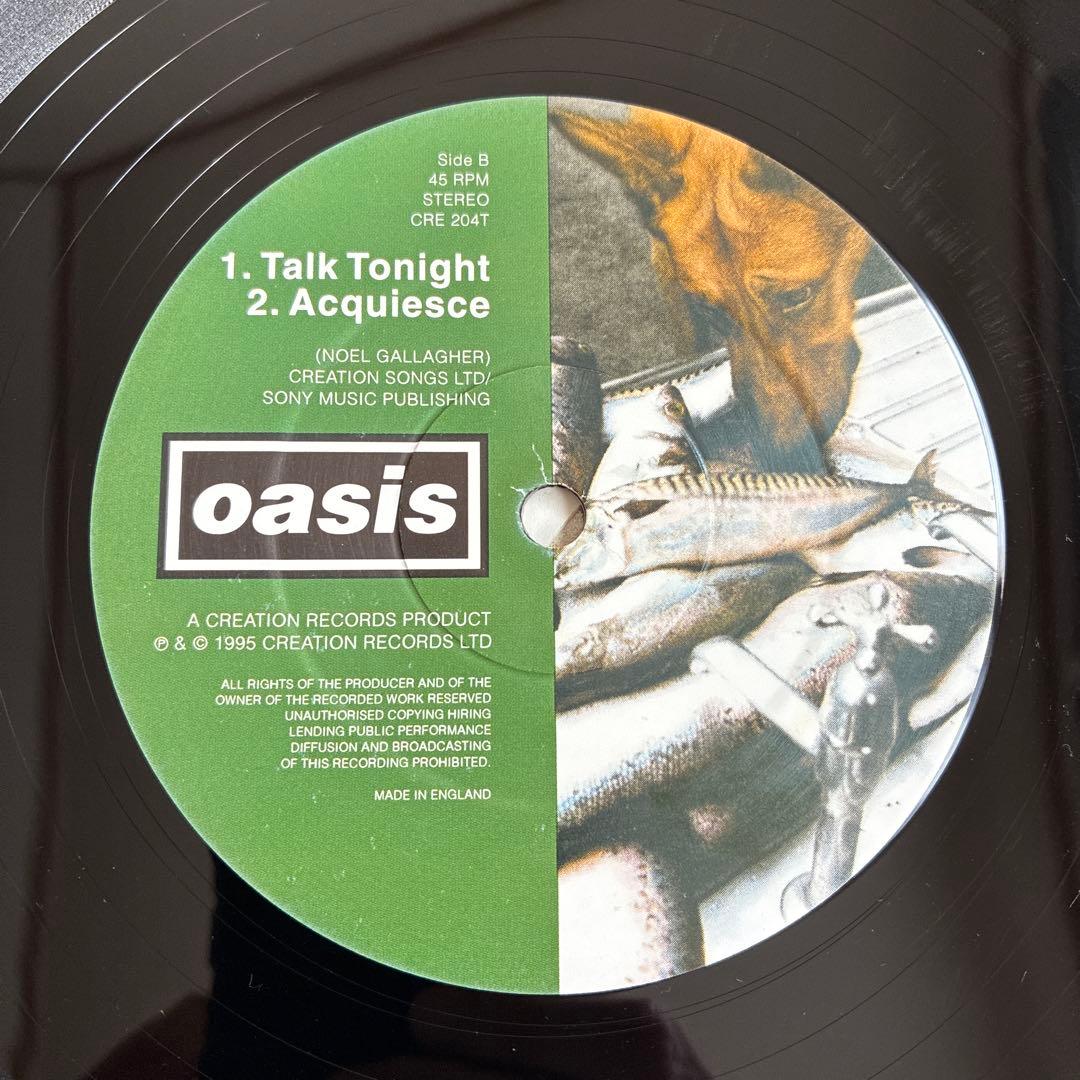 Side B
45 RPM
STEREO
CRE 204T
1. Talk Tonight
2. Acquiesce
(NOEL GALLAGHER)
CREATION SONGS LTD/
SONY MUSIC PUBLISHING
oasis
A CREATION RECORDS PRODUCT
℗ & © 1995 CREATION RECORDS LTD
ALL RIGHTS OF THE PRODUCER AND OF THE
OWNER OF THE RECORDED WORK RESERVED
UNAUTHORISED COPYING HIRING
LENDING PUBLIC PERFORMANCE
DIFFUSION AND BROADCASTING
OF THIS RECORDING PROHIBITED.
MADE IN ENGLAND